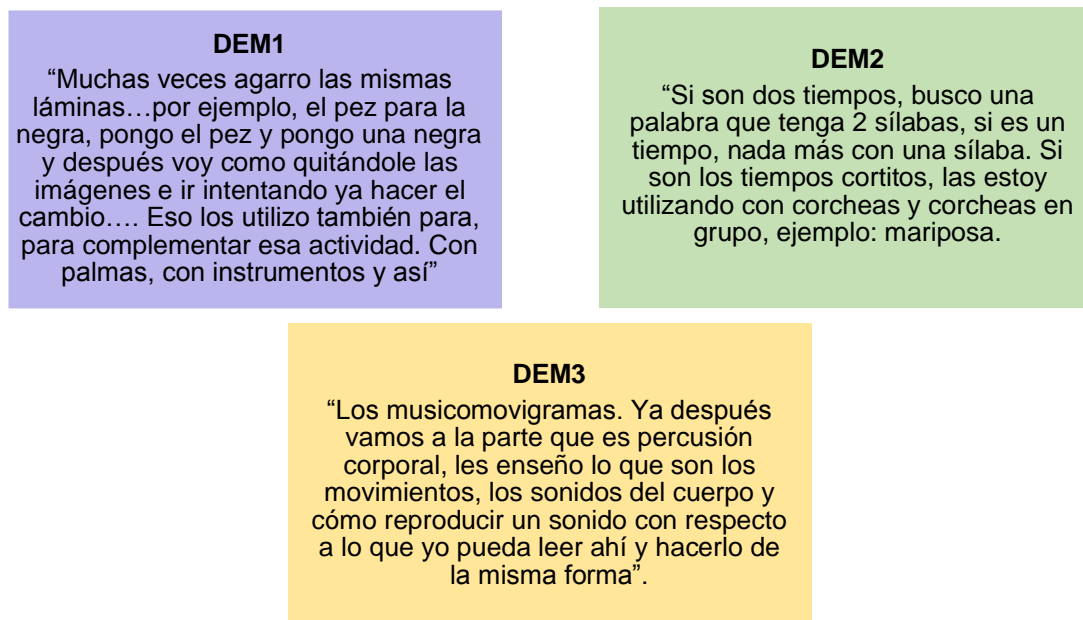 DEM1
“Muchas veces agarro las mismas
láminas…por ejemplo, el pez para la
negra, pongo el pez y pongo una negra
y después voy como quitándole las
imágenes e ir intentando ya hacer el
cambio…. Eso los utilizo también para,
para complementar esa actividad. Con
palmas, con instrumentos y así”
DEM2
“Si son dos tiempos, busco una
palabra que tenga 2 sílabas, si es un
tiempo, nada más con una sílaba. Si
son los tiempos cortitos, las estoy
utilizando con corcheas y corcheas en
grupo, ejemplo: mariposa.
DEM3
“Los musicomovigramas. Ya después
vamos a la parte que es percusión
corporal, les enseño lo que son los
movimientos, los sonidos del cuerpo y
cómo reproducir un sonido con respecto
a lo que yo pueda leer ahí y hacerlo de
la misma forma”.